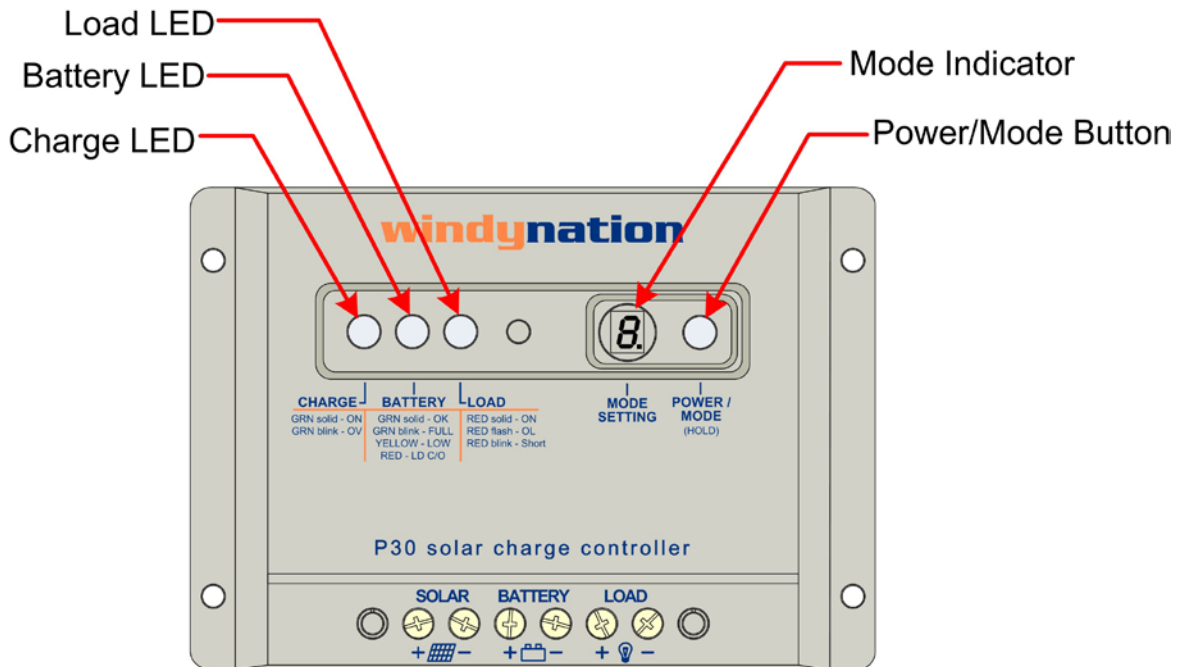 Load LED
Battery LED
Charge LED
Mode Indicator
Power/Mode Button
windynation
8.
CHARGE
GRN solid - ON
GRN blink - OV
BATTERY
GRN solid - OK
GRN blink - FULL
YELLOW - LOW
RED - LD C/O
LOAD
RED solid - ON
RED flash - OL
RED blink - Short
MODE
SETTING
POWER /
MODE
(HOLD)
P30 solar charge controller
SOLAR BATTERY LOAD
+ - + - + -